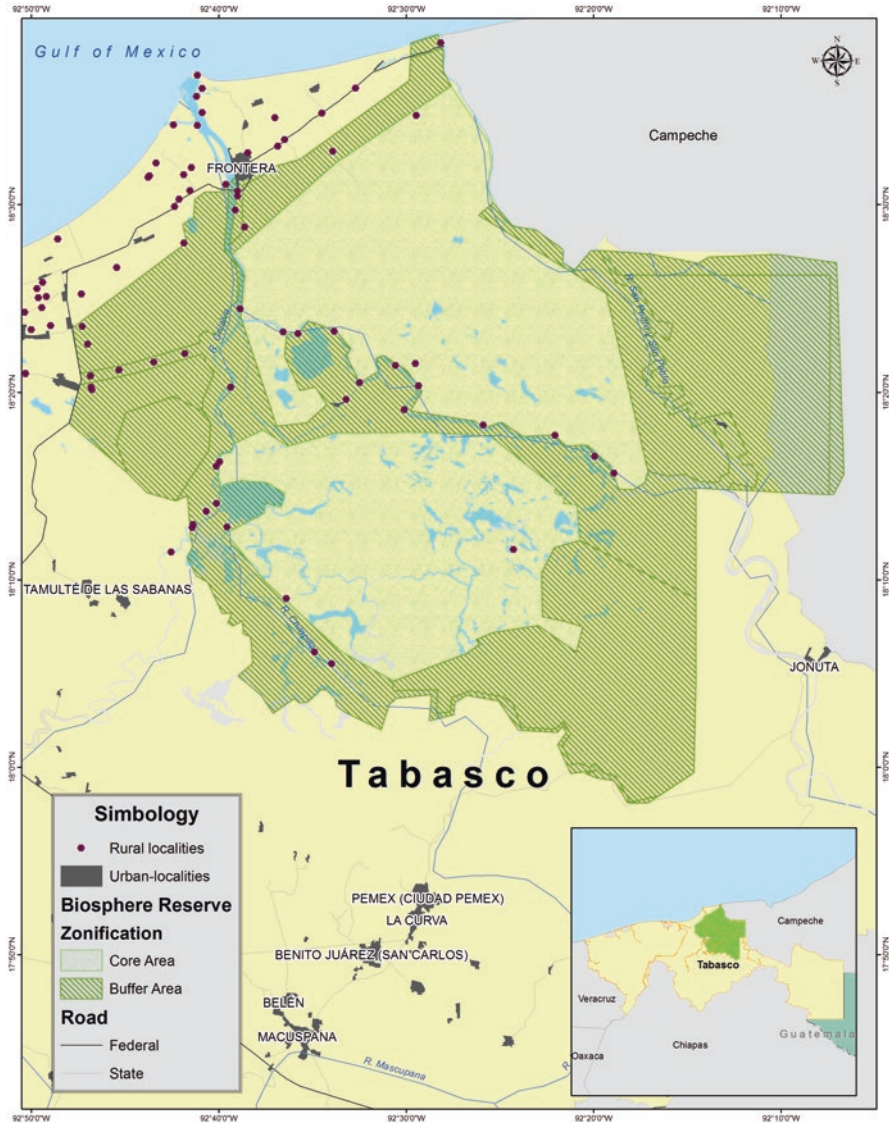 92°50'0"W 92°40'0"W 92°30'0"W 92°20'0"W 92°10'0"W
Gulf of Mexico
N
W E
S
Campeche
FRONTERA
18°30'0"N 18°30'0"N
R. San Pedro y San Pablo
R. Grijalva
18°20'0"N 18°20'0"N
18°10'0"N 18°10'0"N
TAMULTÉ DE LAS SABANAS
R. Chilapilla
JONUTA
Tabasco
18°0'0"N 18°0'0"N
Simbology
Rural localities
Urban-localities
Biosphere Reserve
Zonification
Core Area
Buffer Area
Road
Federal
State
PEMEX (CIUDAD PEMEX)
LA CURVA
BENITO JUÁREZ (SAN CARLOS)
BELÉN
MACUSPANA
R. Mascupana
R.
17°50'0"N 17°50'0"N
Campeche
Tabasco
Veracruz
Guatemala
Oaxaca
Chiapas
92°50'0"W 92°40'0"W 92°30'0"W 92°20'0"W 92°10'0"W